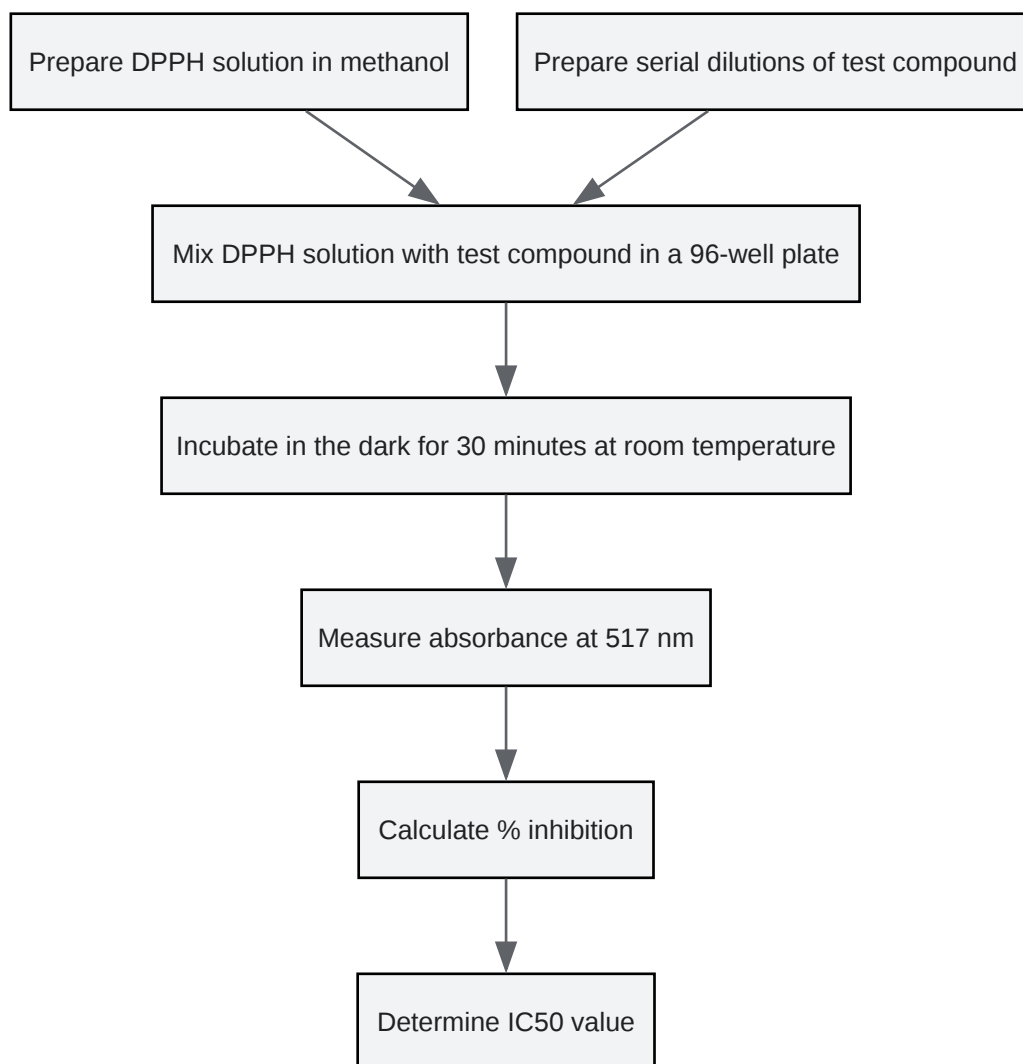 Prepare DPPH solution in methanol
Prepare serial dilutions of test compound
Mix DPPH solution with test compound in a 96-well plate
Incubate in the dark for 30 minutes at room temperature
Measure absorbance at 517 nm
Calculate % inhibition
Determine IC50 value